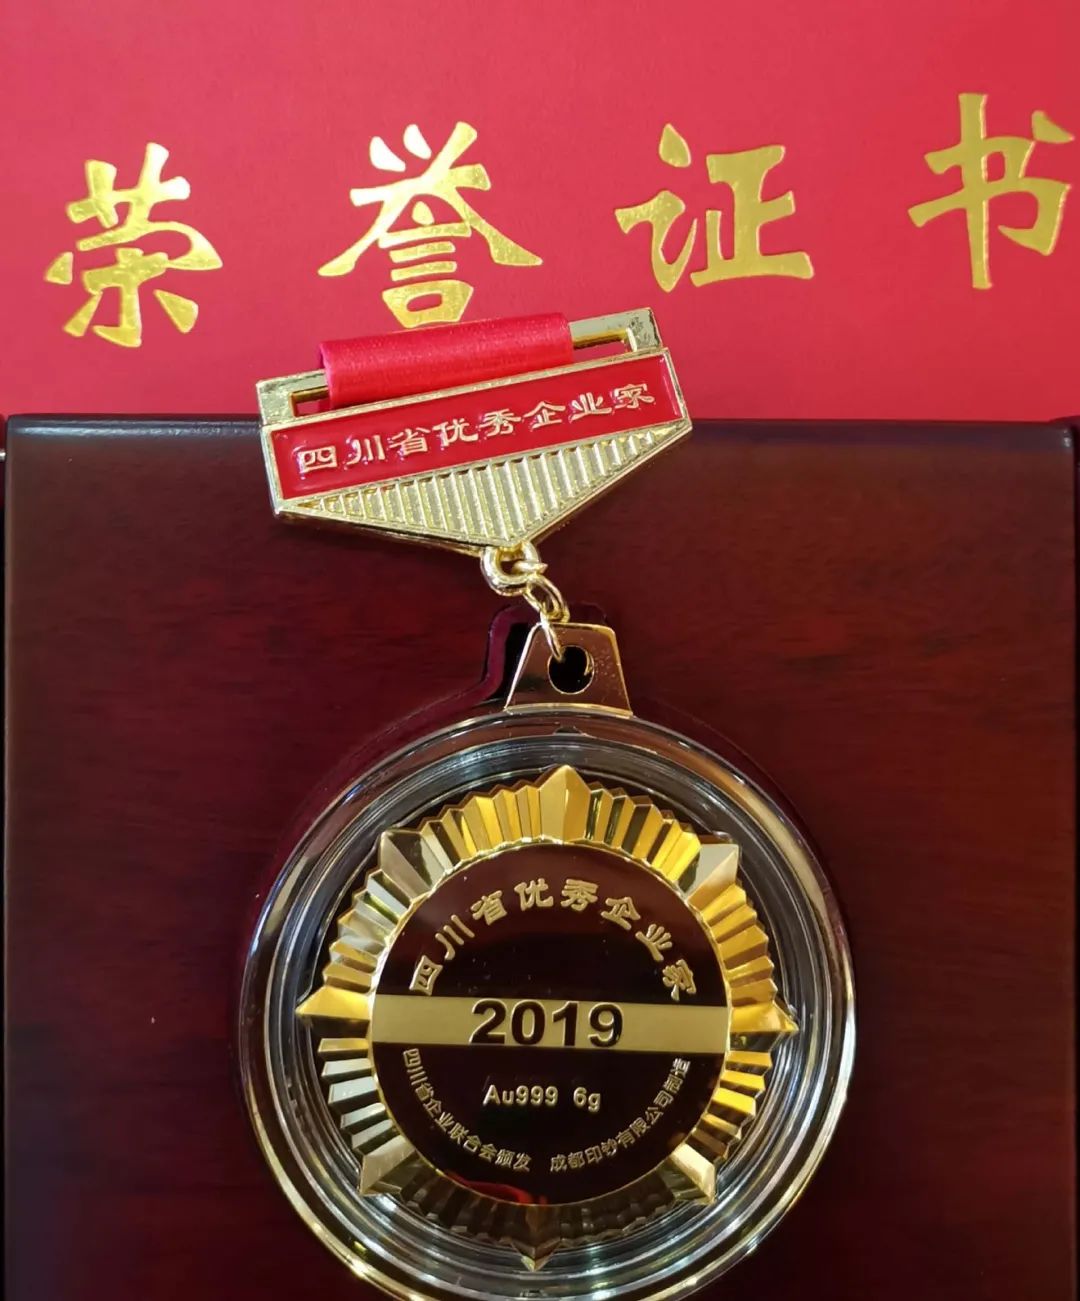 荣誉证书
四川省优秀企业家
四川省优秀企业家
2019
Au999 6g
四川省企业联合会颁发 成都印钞有限公司制造